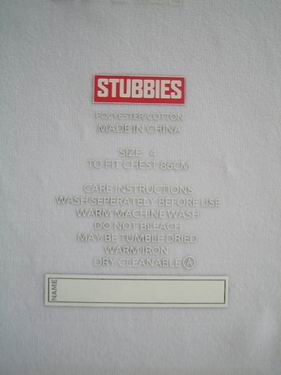 STUBBIES
POLYESTER/COTTON
MADE IN CHINA
SIZE 4
TO FIT CHEST 86CM
CARE INSTRUCTIONS
WASH SEPERATELY BEFORE USE
WARM MACHINE WASH
DO NOT BLEACH
MAY BE TUMBLE DRIED
WARM IRON
DRY CLEANABLE Ⓐ
NAME